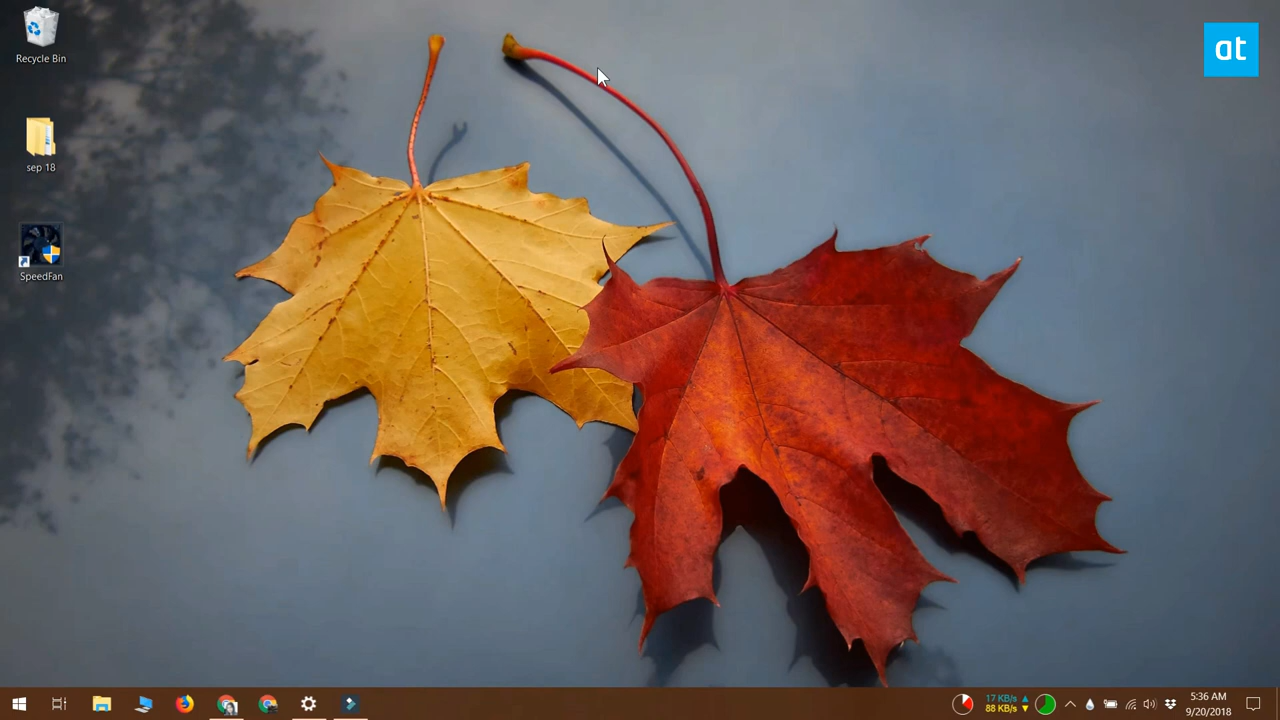 at
Recycle Bin
sep 18
SpeedFan
17 KB/s
88 KB/s
5:36 AM
9/20/2018